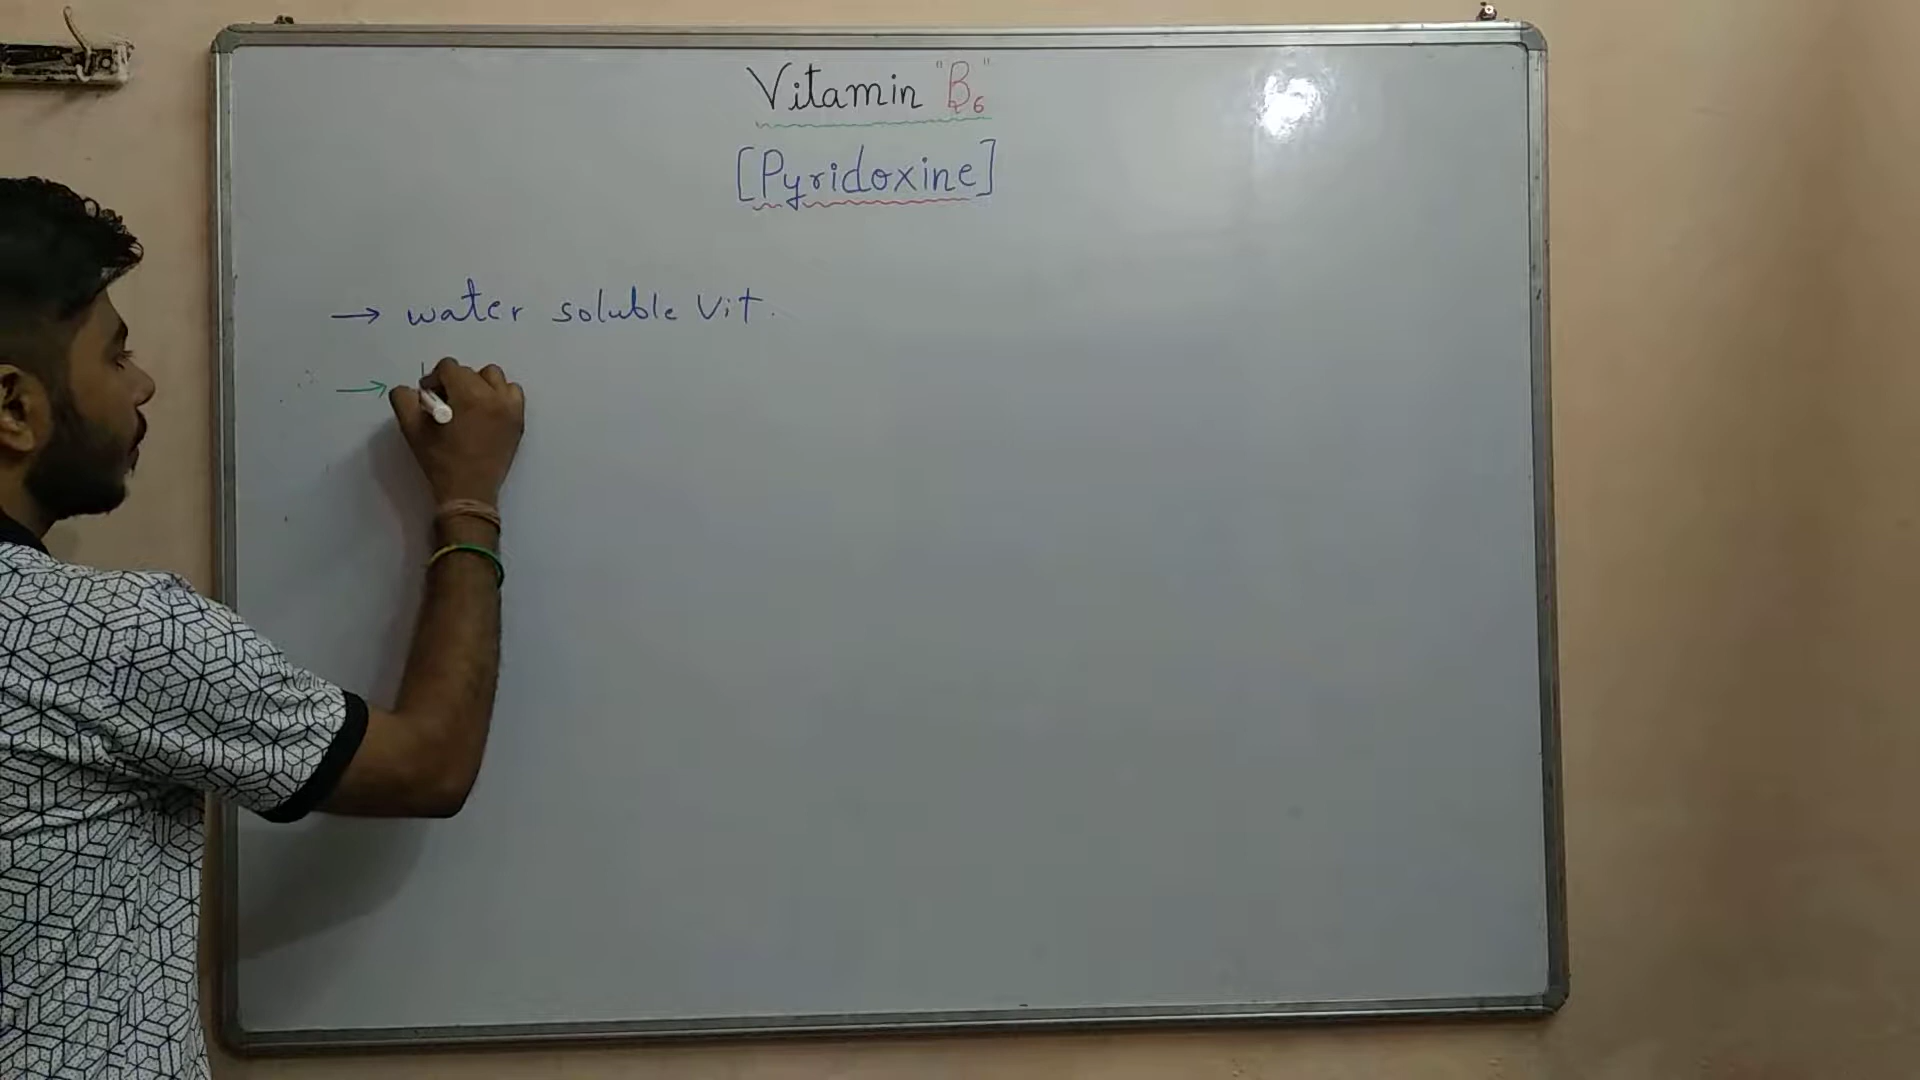 Vitamin "B6"
[Pyridoxine]
→ water soluble Vit.
→